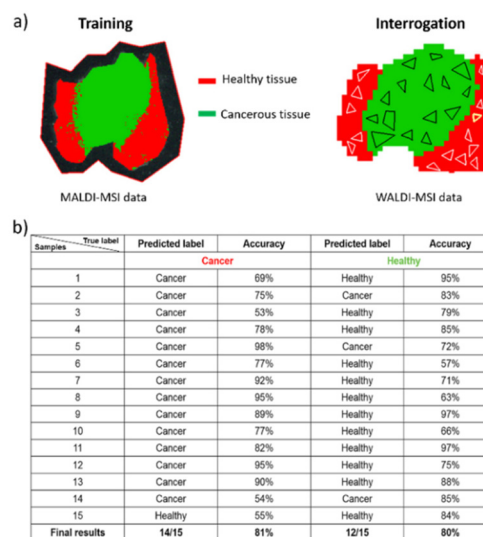 a)
Training
Interrogation
Healthy tissue
Cancerous tissue
MALDI-MSI data
WALDI-MSI data
b)
True label
Samples
Predicted label Accuracy Predicted label Accuracy
Cancer Healthy
1 Cancer 69% Healthy 95%
2 Cancer 75% Cancer 83%
3 Cancer 53% Healthy 79%
4 Cancer 78% Healthy 85%
5 Cancer 98% Cancer 72%
6 Cancer 77% Healthy 57%
7 Cancer 92% Healthy 71%
8 Cancer 95% Healthy 63%
9 Cancer 89% Healthy 97%
10 Cancer 77% Healthy 66%
11 Cancer 82% Healthy 97%
12 Cancer 95% Healthy 75%
13 Cancer 90% Healthy 88%
14 Cancer 54% Cancer 85%
15 Healthy 55% Healthy 84%
Final results 14/15 81% 12/15 80%